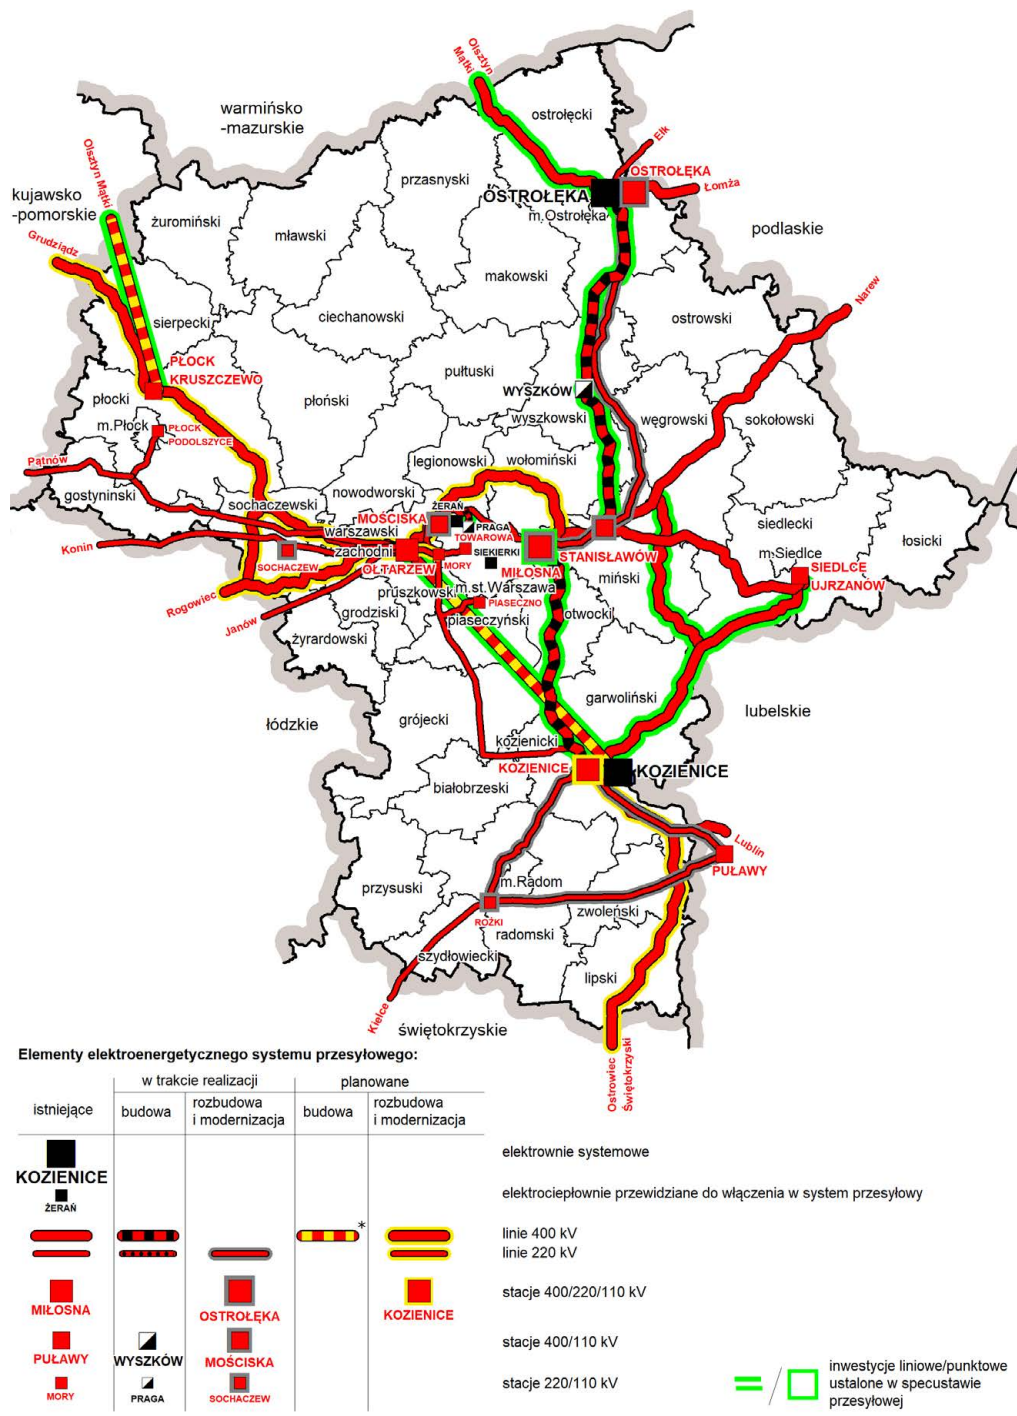 Olsztyn
Mątki
warmińsko
-mazurskie
ostrołęcki
Ełk
OSTROŁĘKA
Łomża
OSTROŁĘKA
m.Ostrołęka
przasnyski
Olsztyn Mątki
kujawsko
-pomorskie
żuromiński
mławski
podlaskie
Grudziądz
makowski
Narew
sierpecki
ciechanowski
ostrowski
PŁOCK
KRUSZCZEWO
pułtuski
płocki
płoński
WYSZKÓW
wyszkowski
węgrowski
sokołowski
m.Płock
PŁOCK
PODOLSZYCE
Pątnów
legionowski
wołomiński
gostyninski
nowodworski
sochaczewski
ŻERAŃ
MOŚCISKA
PRAGA
TOWAROWA
warszawski
zachodni
siedlecki
łosicki
Konin
SOCHACZEW
OŁTARZEW
MORY
SIEKIERKI
MIŁOSNA
STANISŁAWÓW
m.Siedlce
SIEDLCE
UJRZANÓW
miński
Rogowiec
pruszkowski
m.st.Warszawa
PIASECZNO
Janów
grodziski
piaseczyński
otwocki
żyrardowski
garwoliński
łódzkie
grójecki
lubelskie
kozienicki
KOZIENICE
KOZIENICE
białobrzeski
Lublin
PUŁAWY
przysuski
m.Radom
zwoleński
ROŻKI
radomski
szydłowiecki
lipski
Kielce
świętokrzyskie
Ostrowiec
Świętokrzyski
Elementy elektroenergetycznego systemu przesyłowego:
w trakcie realizacji
planowane
istniejące
budowa
rozbudowa
i modernizacja
budowa
rozbudowa
i modernizacja
KOZIENICE
elektrownie systemowe
ŻERAŃ
elektrociepłownie przewidziane do włączenia w system przesyłowy
*
linie 400 kV
linie 220 kV
MIŁOSNA
OSTROŁĘKA
KOZIENICE
stacje 400/220/110 kV
PUŁAWY
WYSZKÓW
MOŚCISKA
stacje 400/110 kV
MORY
PRAGA
SOCHACZEW
stacje 220/110 kV
inwestycje liniowe/punktowe
ustalone w specustawie
przesyłowej